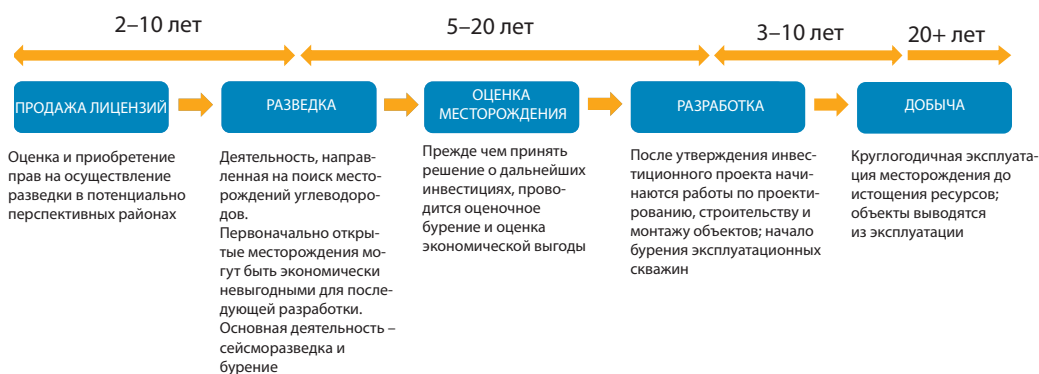 2–10 лет
5–20 лет
3–10 лет
20+ лет
ПРОДАЖА ЛИЦЕНЗИЙ
РАЗВЕДКА
ОЦЕНКА
МЕСТОРОЖДЕНИЯ
РАЗРАБОТКА
ДОБЫЧА
Оценка и приобретение
прав на осуществление
разведки в потенциально
перспективных районах
Деятельность, направ-
ленная на поиск место-
рождений углеводоро-
дов.
Первоначально откры-
тые месторождения мо-
гут быть экономически
невыгодными для после-
дующей разработки.
Основная деятельность –
сейсморазведка и
бурение
Прежде чем принять
решение о дальнейших
инвестициях, прово-
дится оценочное
бурение и оценка
экономической выгоды
После утверждения инвес-
тиционного проекта начи-
наются работы по проекти-
рованию, строительству и
монтажу объектов; начало
бурения эксплуатационных
скважин
Круглогодичная эксплуата-
ция месторождения до
истощения ресурсов;
объекты выводятся
из эксплуатации